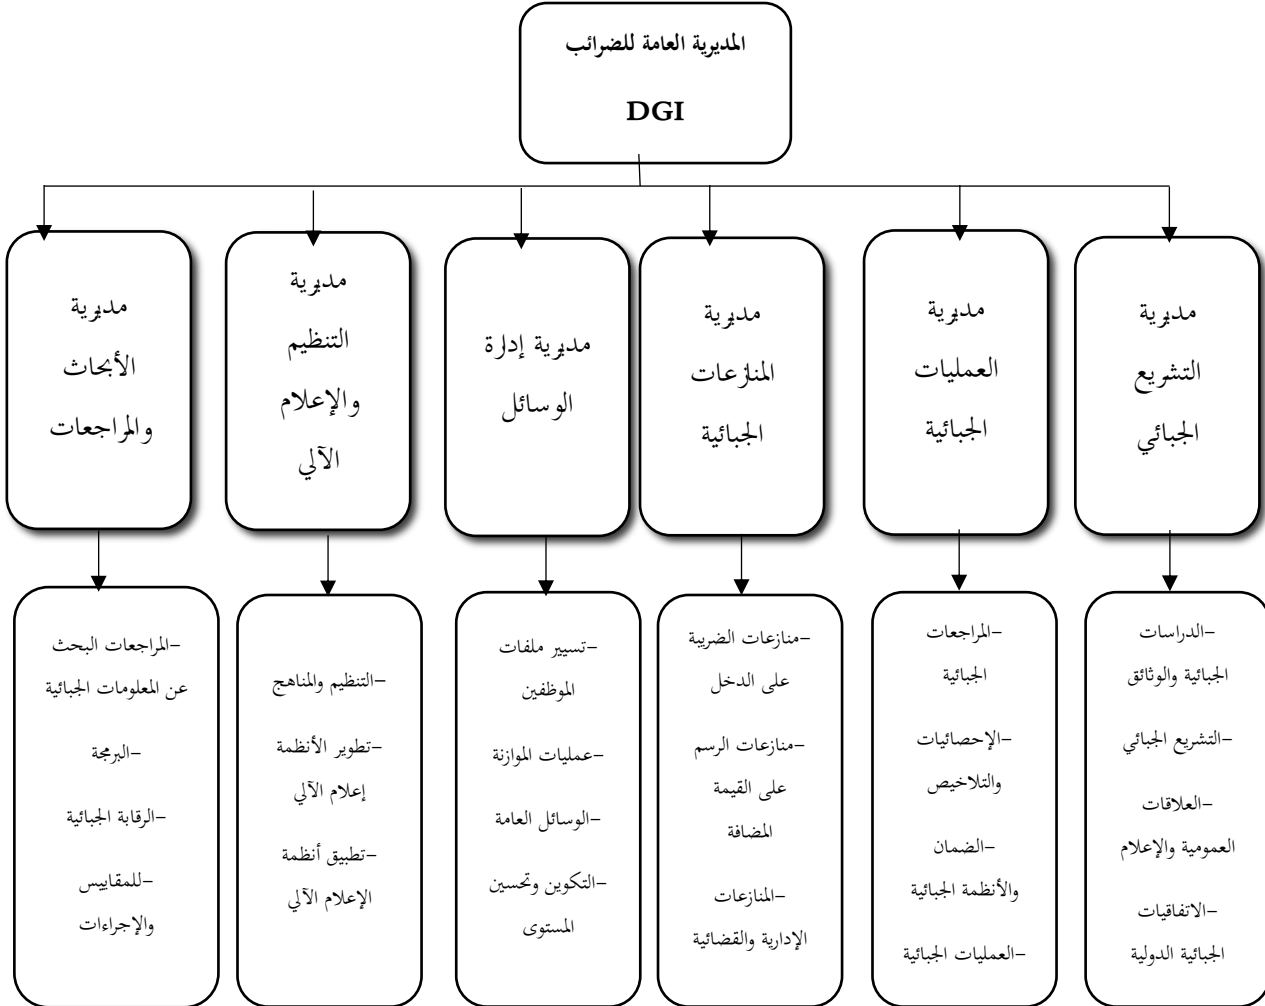 المديرية العامة للضرائب
DGI
مديرية
التشريع
الجبائي
مديرية
العمليات
الجبائية
مديرية
المنازعات
الجبائية
مديرية إدارة
الوسائل
مديرية
التنظيم
والإعلام
الآلي
مديرية
الأبحاث
والمراجعات
-الدراسات
الجبائية والوثائق
-التشريع الجبائي
-العلاقات
العمومية والإعلام
-الاتفاقيات
الجبائية الدولية
-المراجعات
الجبائية
-الإحصائيات
والتلاخيص
-الضمان
والأنظمة الجبائية
-العمليات الجبائية
-منازعات الضريبة
على الدخل
-منازعات الرسم
على القيمة
المضافة
-المنازعات
الإدارية والقضائية
-تسيير ملفات
الموظفين
-عمليات الموازنة
-الوسائل العامة
-التكوين وتحسين
المستوى
-التنظيم والمناهج
-تطوير الأنظمة
إعلام الآلي
-تطبيق أنظمة
الإعلام الآلي
-المراجعات البحث
عن المعلومات الجبائية
-البرمجة
-الرقابة الجبائية
-للمقاييس
والإجراءات